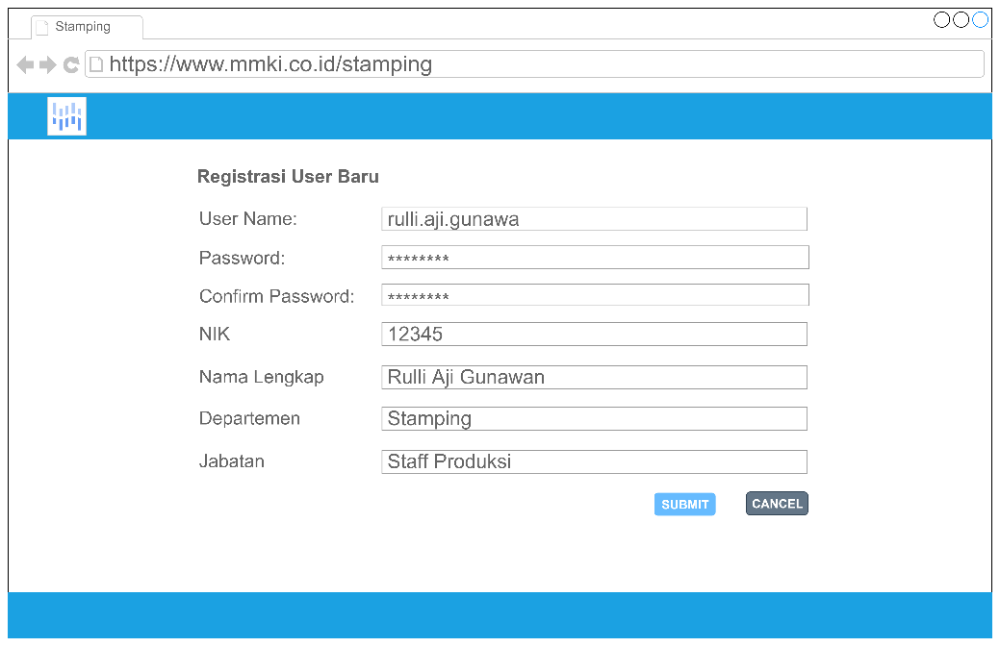 Stamping
https://www.mmki.co.id/stamping
Registrasi User Baru
User Name: rulli.aji.gunawa
Password: ********
Confirm Password: ********
NIK 12345
Nama Lengkap Rulli Aji Gunawan
Departemen Stamping
Jabatan Staff Produksi
SUBMIT CANCEL